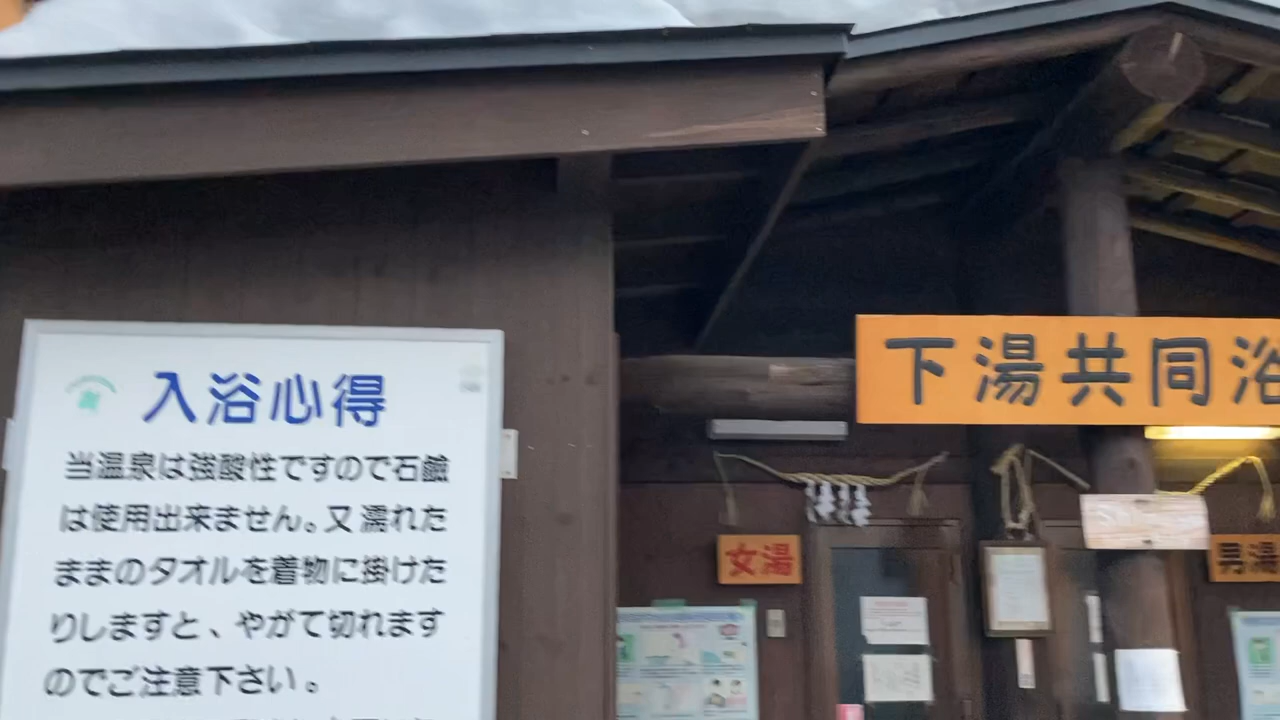 入浴心得
当温泉は強酸性ですので石鹼
は使用出来ません。又濡れた
ままのタオルを着物に掛けた
りしますと、やがて切れます
のでご注意下さい。
下湯共同浴
女湯
男湯